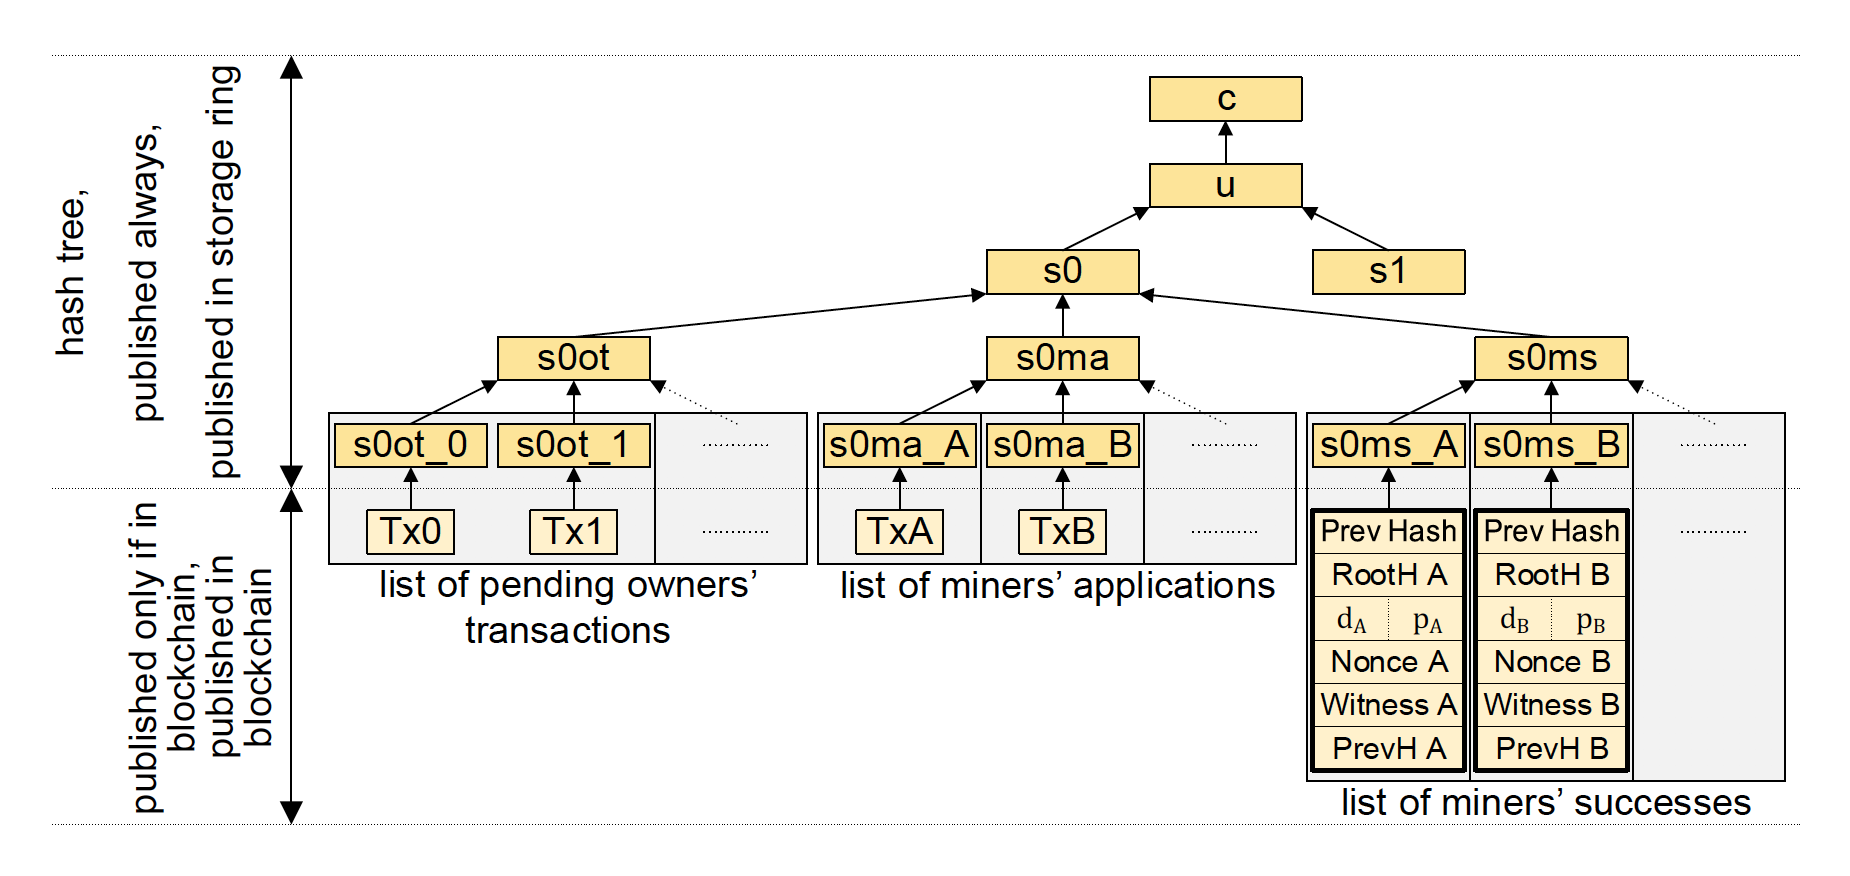 hash tree,
published always,
published in storage ring
published only if in
blockchain,
published in
blockchain
c
u
s0
s1
s0ot
s0ma
s0ms
s0ot_0
s0ot_1
s0ma_A
s0ma_B
s0ms_A
s0ms_B
Tx0
Tx1
TxA
TxB
list of pending owners’
transactions
list of miners’ applications
Prev Hash
RootH A
d_A p_A
Nonce A
Witness A
PrevH A
Prev Hash
RootH B
d_B p_B
Nonce B
Witness B
PrevH B
list of miners’ successes